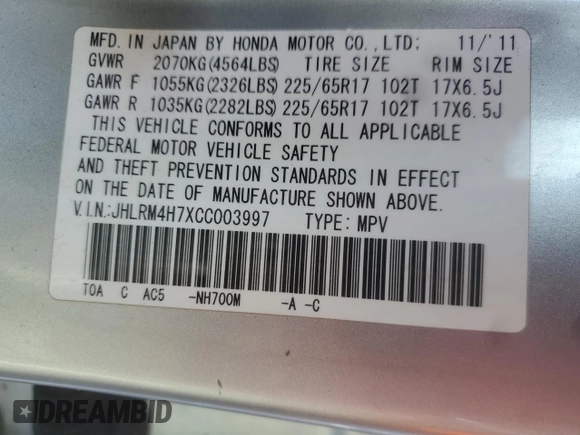 MFD. IN JAPAN BY HONDA MOTOR CO.,LTD: 11/'11
GVWR 2070KG(4564LBS) TIRE SIZE RIM SIZE
GAWR F 1055KG(2326LBS) 225/65R17 102T 17X6.5J
GAWR R 1035KG(2282LBS) 225/65R17 102T 17X6.5J
THIS VEHICLE CONFORMS TO ALL APPLICABLE
FEDERAL MOTOR VEHICLE SAFETY
AND THEFT PREVENTION STANDARDS IN EFFECT
ON THE DATE OF MANUFACTURE SHOWN ABOVE.
V.I.N.:JHLRM4H7XCC003997 TYPE: MPV
TOA C AC5 -NH700M -A -C
DREAMBID